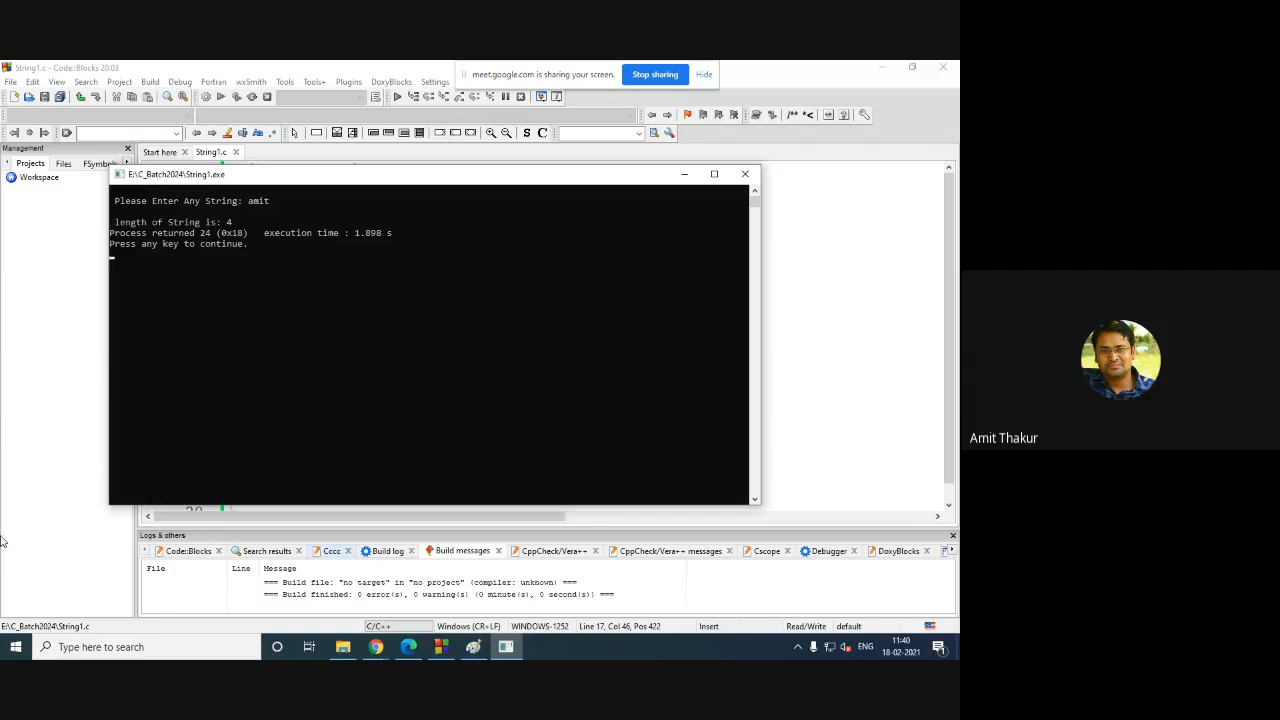 String1.c - Code::Blocks 20.03
meet.google.com is sharing your screen. Stop sharing Hide
File Edit View Search Project Build Debug Fortran wxSmith Tools Tools+ Plugins DoxyBlocks Settings
Management
Start here String1.c
Projects Files FSymbols
Workspace
E:\C_Batch2024\String1.exe
Please Enter Any String: amit
length of String is: 4
Process returned 24 (0x18) execution time : 1.898 s
Press any key to continue.
Amit Thakur
Logs & others
Code::Blocks Search results Cccc Build log Build messages CppCheck/Vera++ CppCheck/Vera++ messages Cscope Debugger DoxyBlocks
File Line Message
=== Build file: "no target" in "no project" (compiler: unknown) ===
=== Build finished: 0 error(s), 0 warning(s) (0 minute(s), 0 second(s)) ===
E:\C_Batch2024\String1.c C/C++ Windows (CR+LF) WINDOWS-1252 Line 17, Col 46, Pos 422 Insert Read/Write default
Type here to search ENG 11:40
18-02-2021